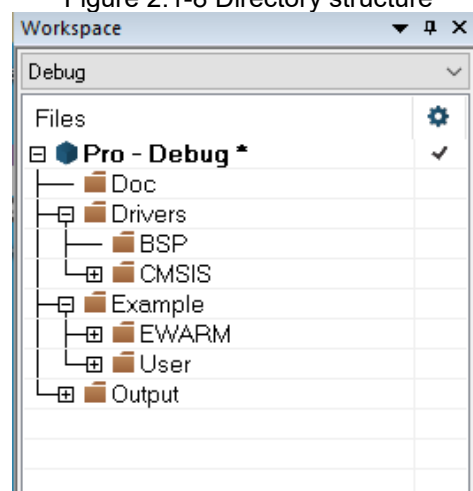 Figure 2.1-8 Directory structure
Workspace
Debug
Files
Pro - Debug *
Doc
Drivers
BSP
CMSIS
Example
EWARM
User
Output